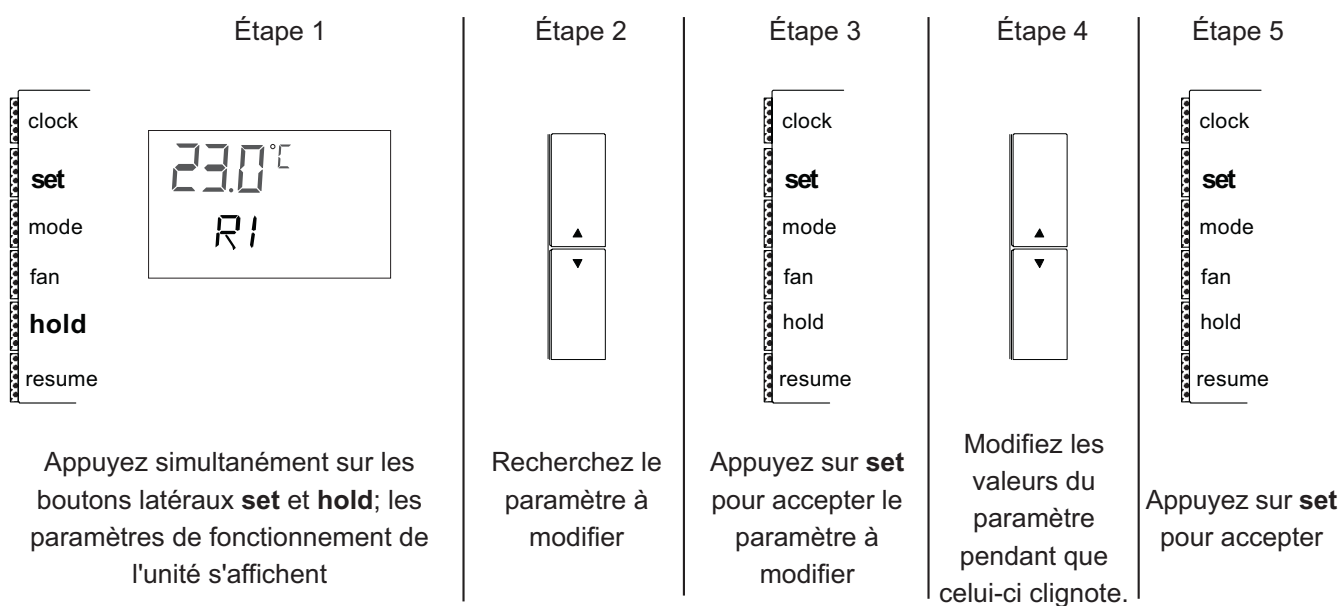 Étape 1
clock
set
mode
fan
hold
resume
23.0°C
R1
Appuyez simultanément sur les
boutons latéraux set et hold; les
paramètres de fonctionnement de
l'unité s'affichent
Étape 2
▲
▼
Recherchez le
paramètre à
modifier
Étape 3
clock
set
mode
fan
hold
resume
Appuyez sur set
pour accepter le
paramètre à
modifier
Étape 4
▲
▼
Modifiez les
valeurs du
paramètre
pendant que
celui-ci clignote.
Étape 5
clock
set
mode
fan
hold
resume
Appuyez sur set
pour accepter